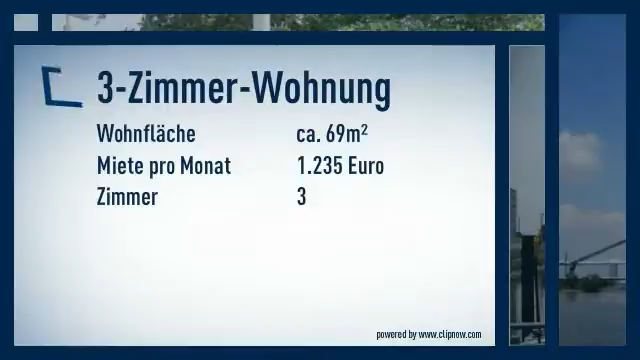 3-Zimmer-Wohnung
Wohnfläche ca. 69m²
Miete pro Monat 1.235 Euro
Zimmer 3
powered by www.clipnow.com